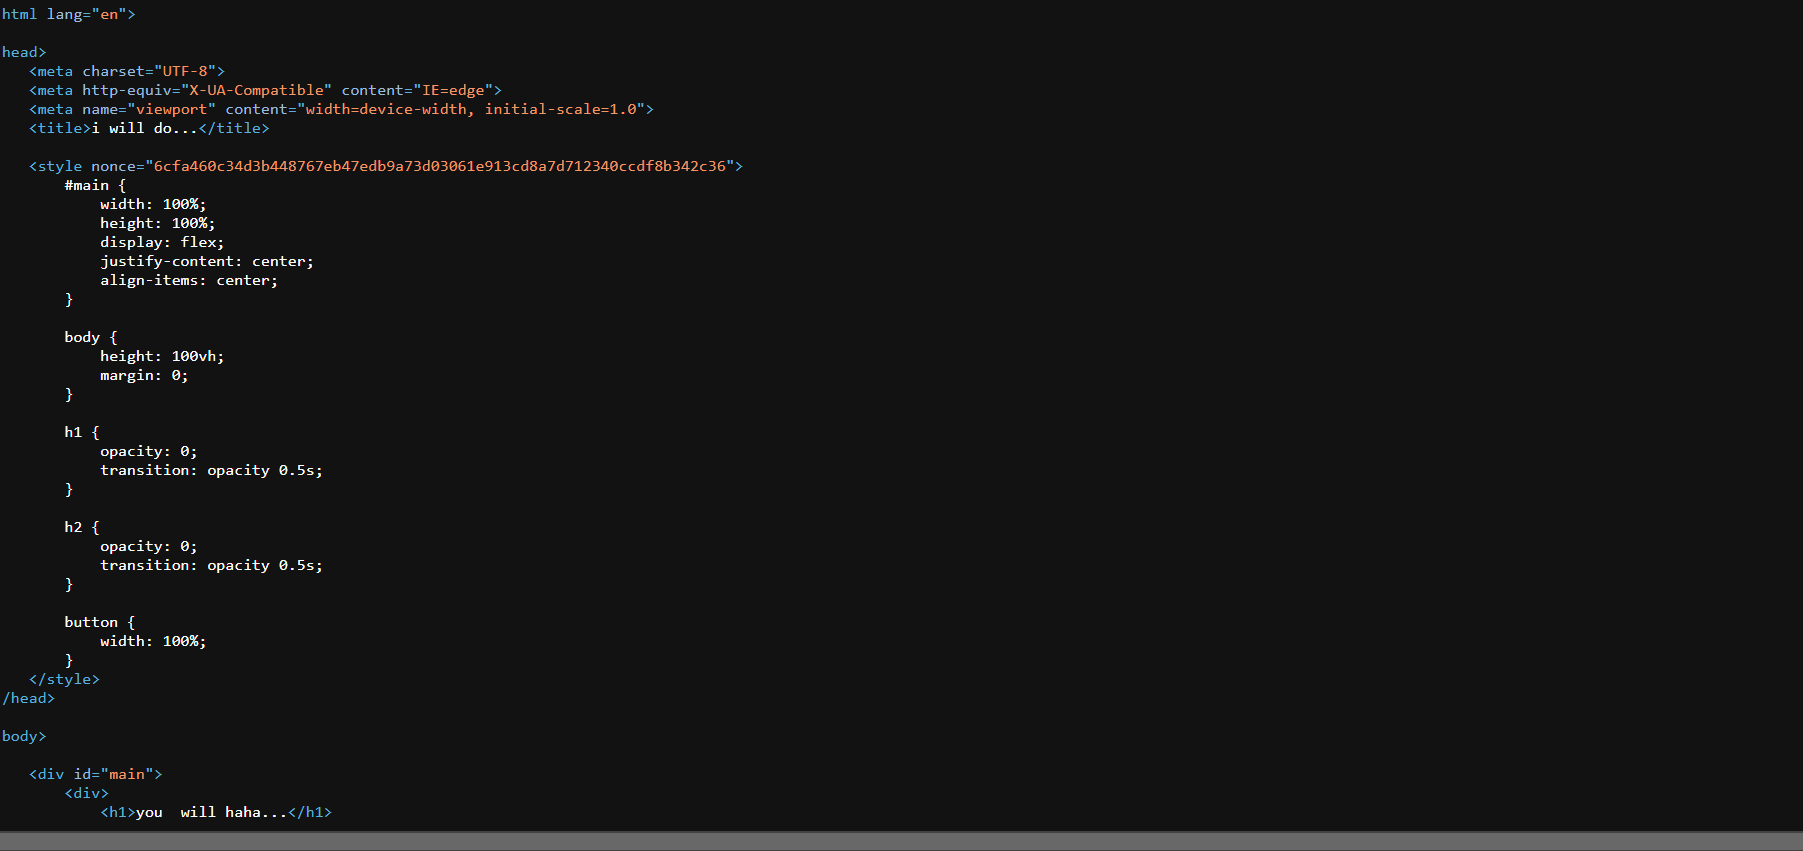 html lang="en">
head>
<meta charset="UTF-8">
<meta http-equiv="X-UA-Compatible" content="IE=edge">
<meta name="viewport" content="width=device-width, initial-scale=1.0">
<title>i will do...</title>
<style nonce="6cfa460c34d3b448767eb47edb9a73d03061e913cd8a7d712340ccdf8b342c36">
#main {
width: 100%;
height: 100%;
display: flex;
justify-content: center;
align-items: center;
}
body {
height: 100vh;
margin: 0;
}
h1 {
opacity: 0;
transition: opacity 0.5s;
}
h2 {
opacity: 0;
transition: opacity 0.5s;
}
button {
width: 100%;
}
</style>
/head>
body>
<div id="main">
<div>
<h1>you  will haha...</h1>